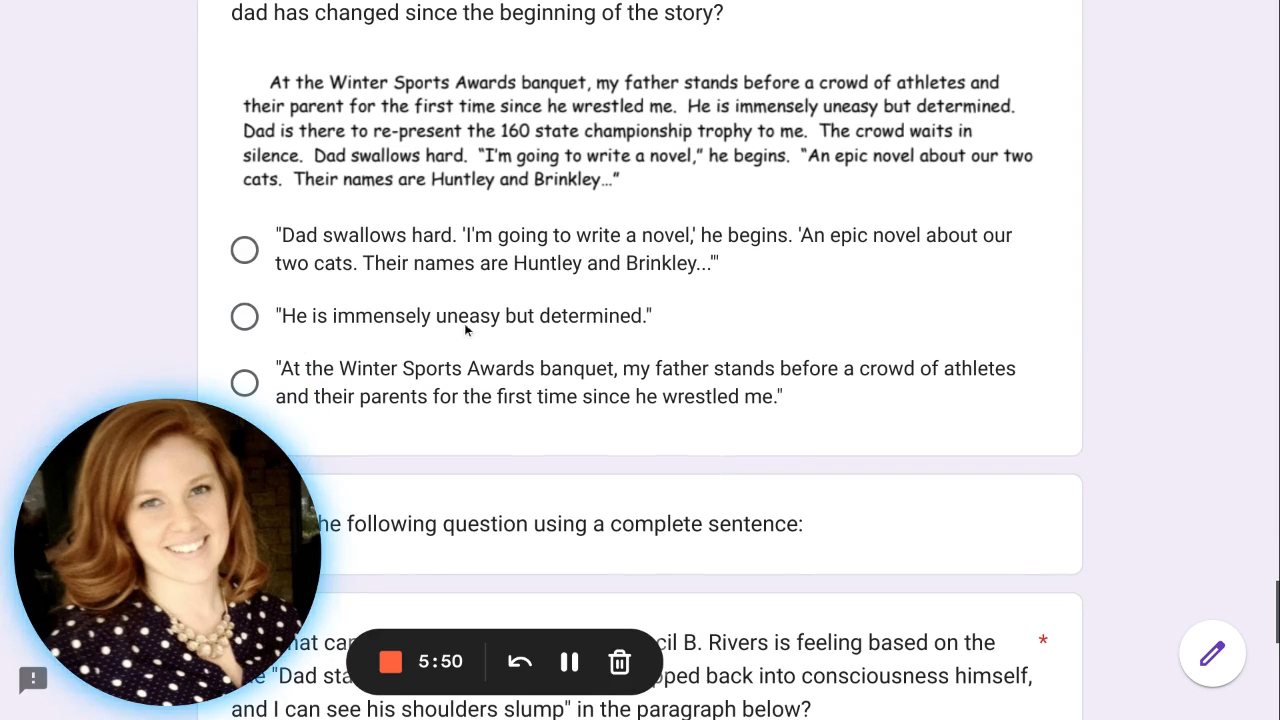 dad has changed since the beginning of the story?
At the Winter Sports Awards banquet, my father stands before a crowd of athletes and
their parent for the first time since he wrestled me. He is immensely uneasy but determined.
Dad is there to re-present the 160 state championship trophy to me. The crowd waits in
silence. Dad swallows hard. "I'm going to write a novel," he begins. "An epic novel about our two
cats. Their names are Huntley and Brinkley..."
"Dad swallows hard. 'I'm going to write a novel,' he begins. 'An epic novel about our
two cats. Their names are Huntley and Brinkley...'"
"He is immensely uneasy but determined."
"At the Winter Sports Awards banquet, my father stands before a crowd of athletes
and their parents for the first time since he wrestled me."
he following question using a complete sentence:
B. Rivers is feeling based on the *
"Dad back into consciousness himself,
and I can see his shoulders slump" in the paragraph below?
5:50